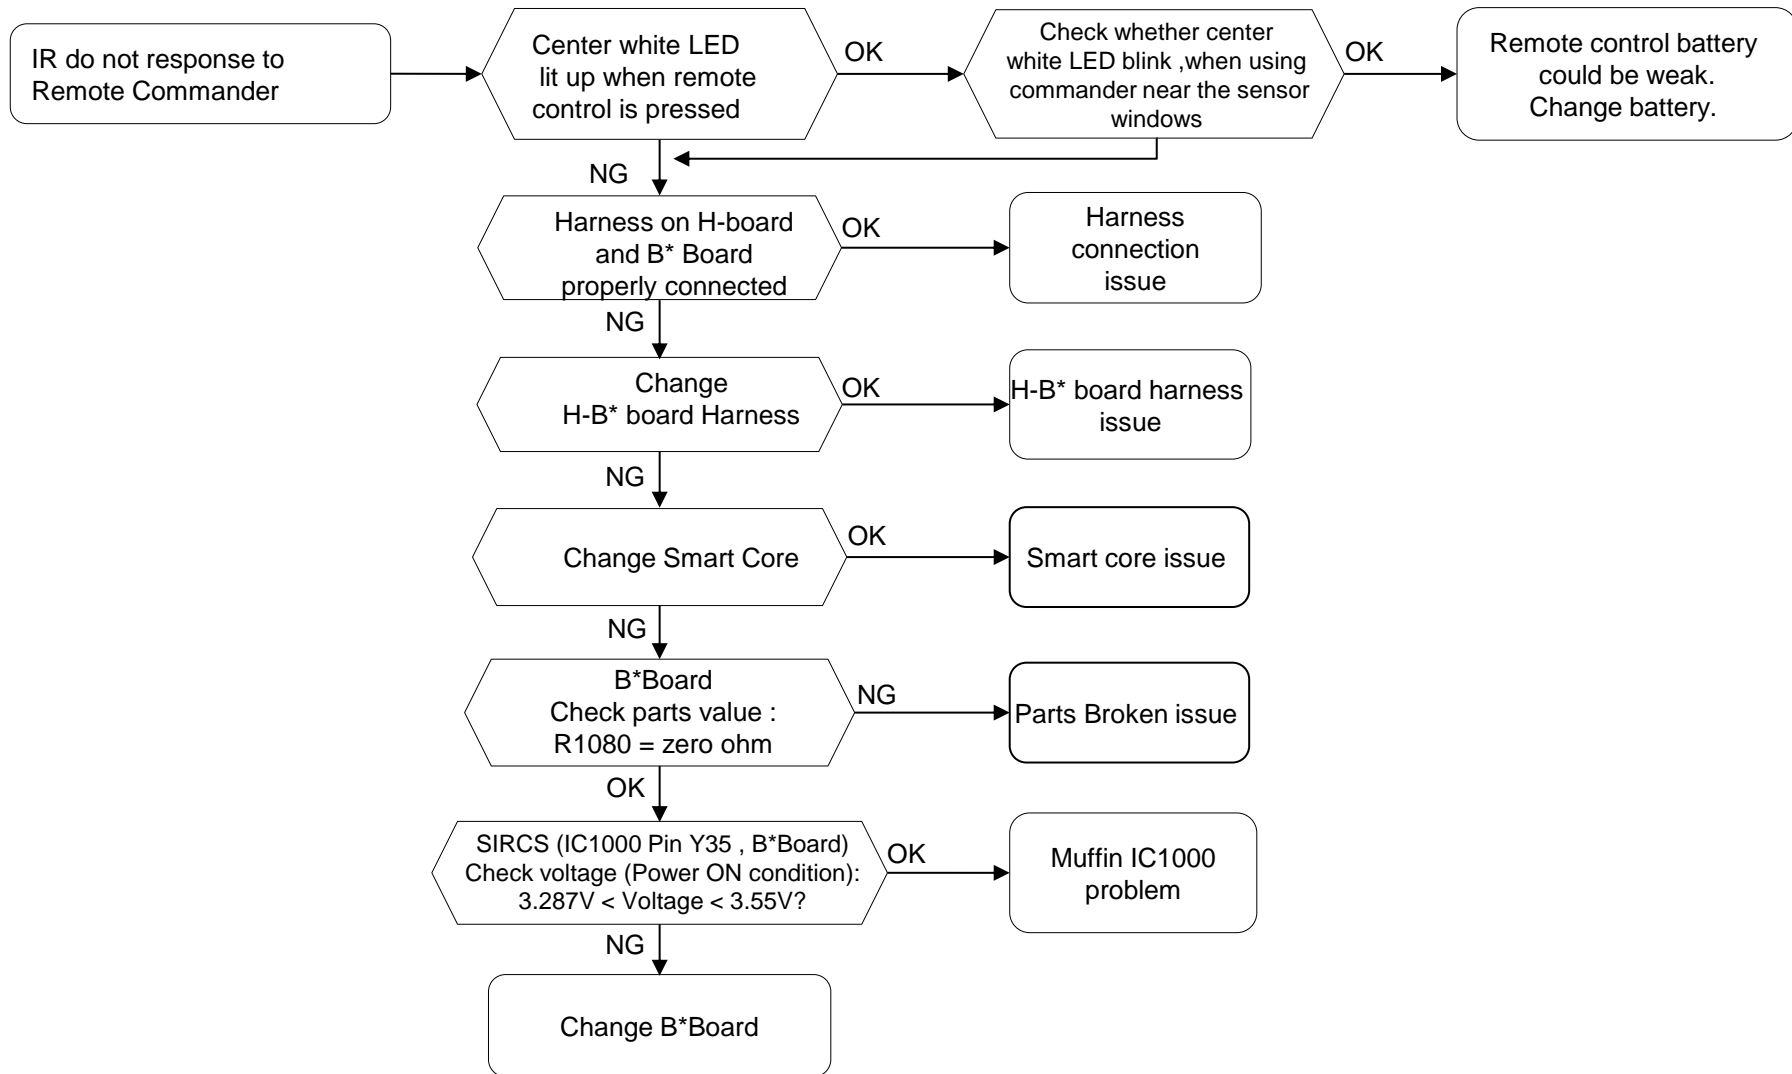 IR do not response to
Remote Commander
Center white LED
lit up when remote
control is pressed
OK
Check whether center
white LED blink ,when using
commander near the sensor
windows
OK
Remote control battery
could be weak.
Change battery.
NG
Harness on H-board
and B* Board
properly connected
OK
Harness
connection
issue
NG
Change
H-B* board Harness
OK
H-B* board harness
issue
NG
Change Smart Core
OK
Smart core issue
NG
B*Board
Check parts value :
R1080 = zero ohm
NG
Parts Broken issue
OK
SIRCS (IC1000 Pin Y35 , B*Board)
Check voltage (Power ON condition):
3.287V < Voltage < 3.55V?
OK
Muffin IC1000
problem
NG
Change B*Board